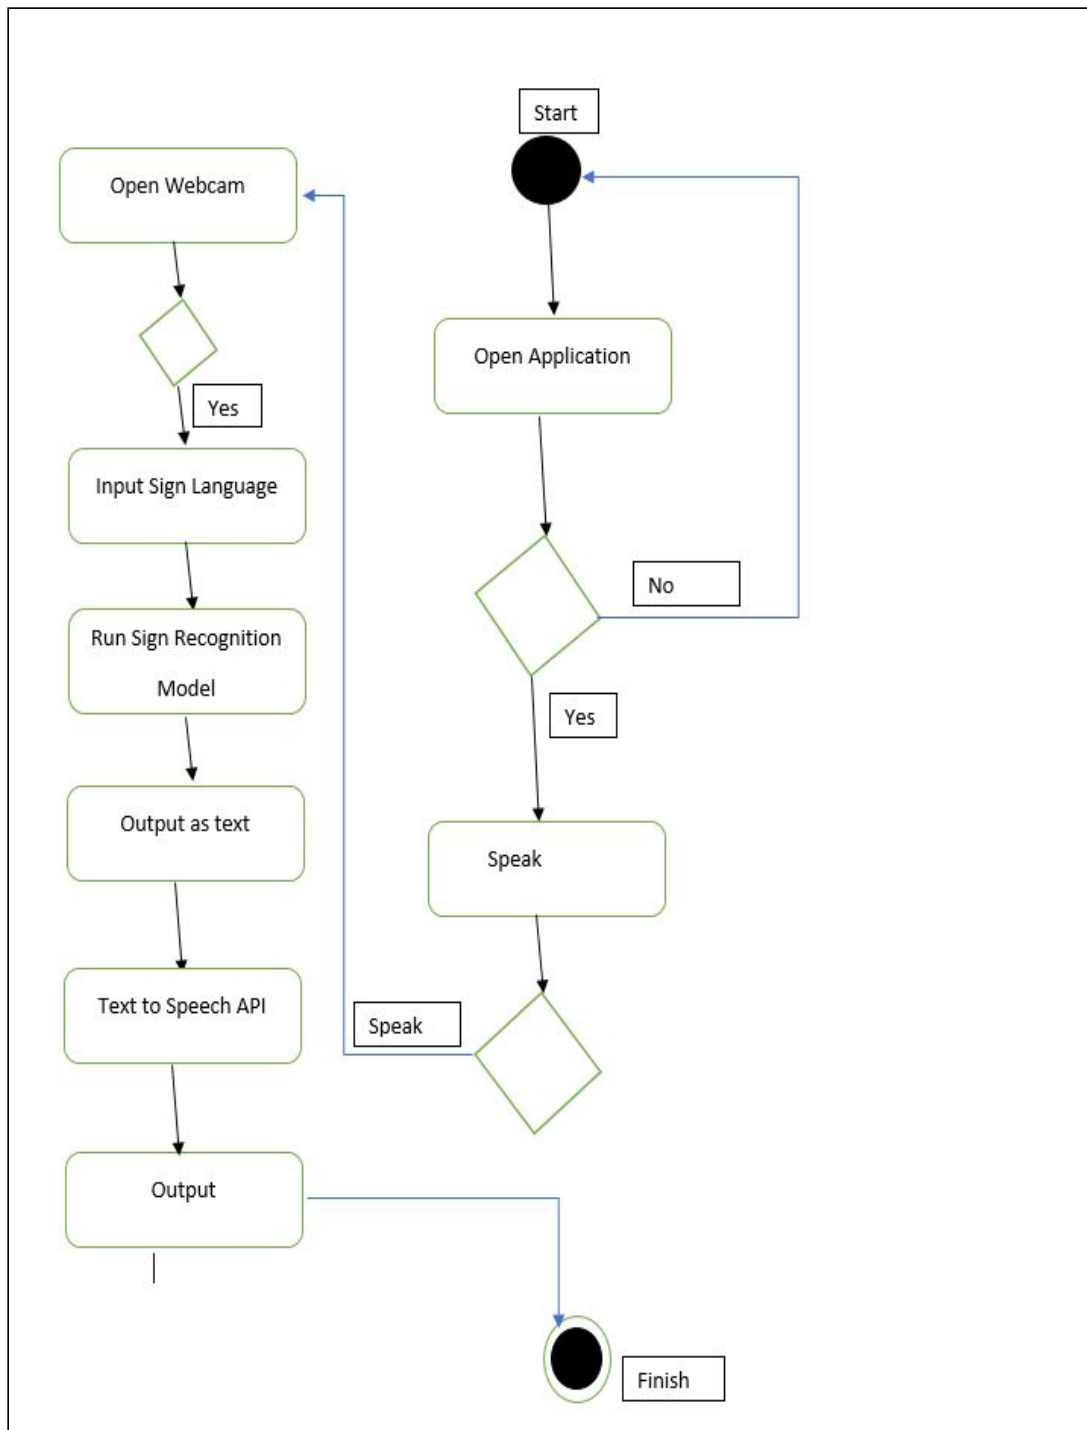 Start
Open Application
No
Yes
Speak
Speak
Open Webcam
Yes
Input Sign Language
Run Sign Recognition
Model
Output as text
Text to Speech API
Output
Finish